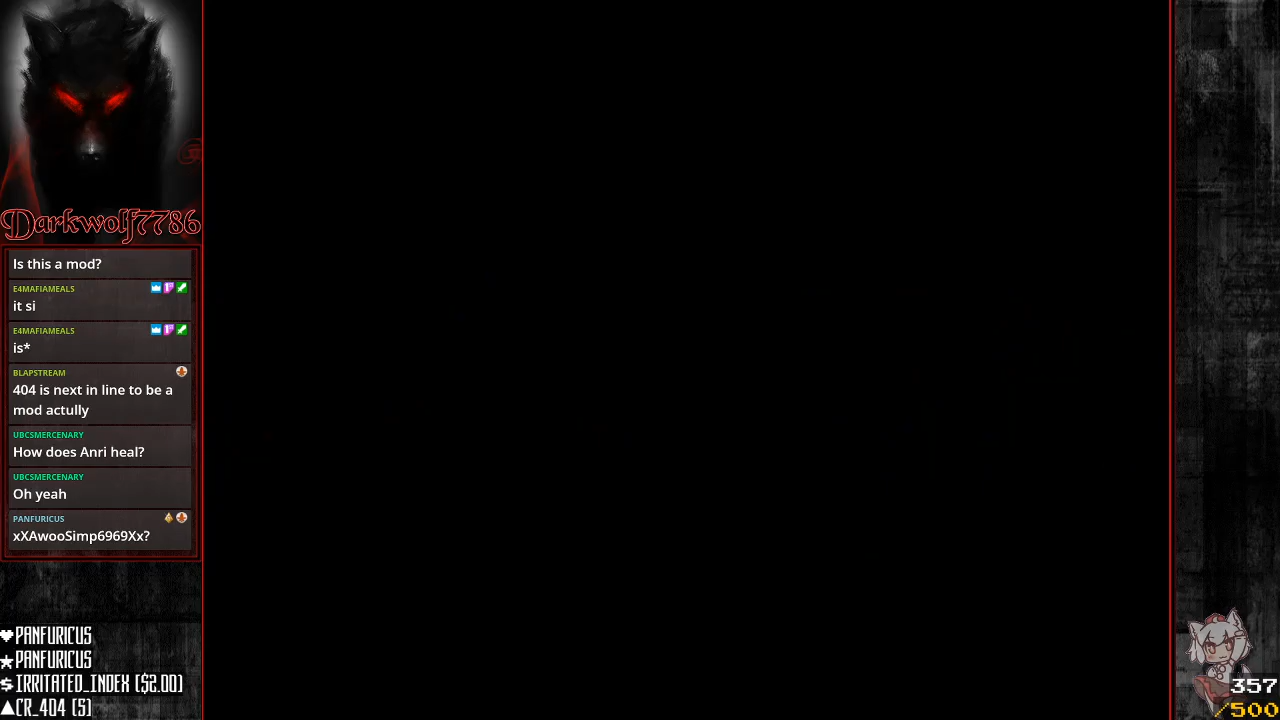 Darkwolf7786
Is this a mod?
E4MAFIAMEALS
it si
E4MAFIAMEALS
is*
BLAPSTREAM
404 is next in line to be a
mod actully
UBCSMERCENARY
How does Anri heal?
UBCSMERCENARY
Oh yeah
PANFURICUS
xXAwooSimp6969Xx?
PANFURICUS
PANFURICUS
IRRITATED_INDEX ($2.00)
CR_404 (5)
357
/500